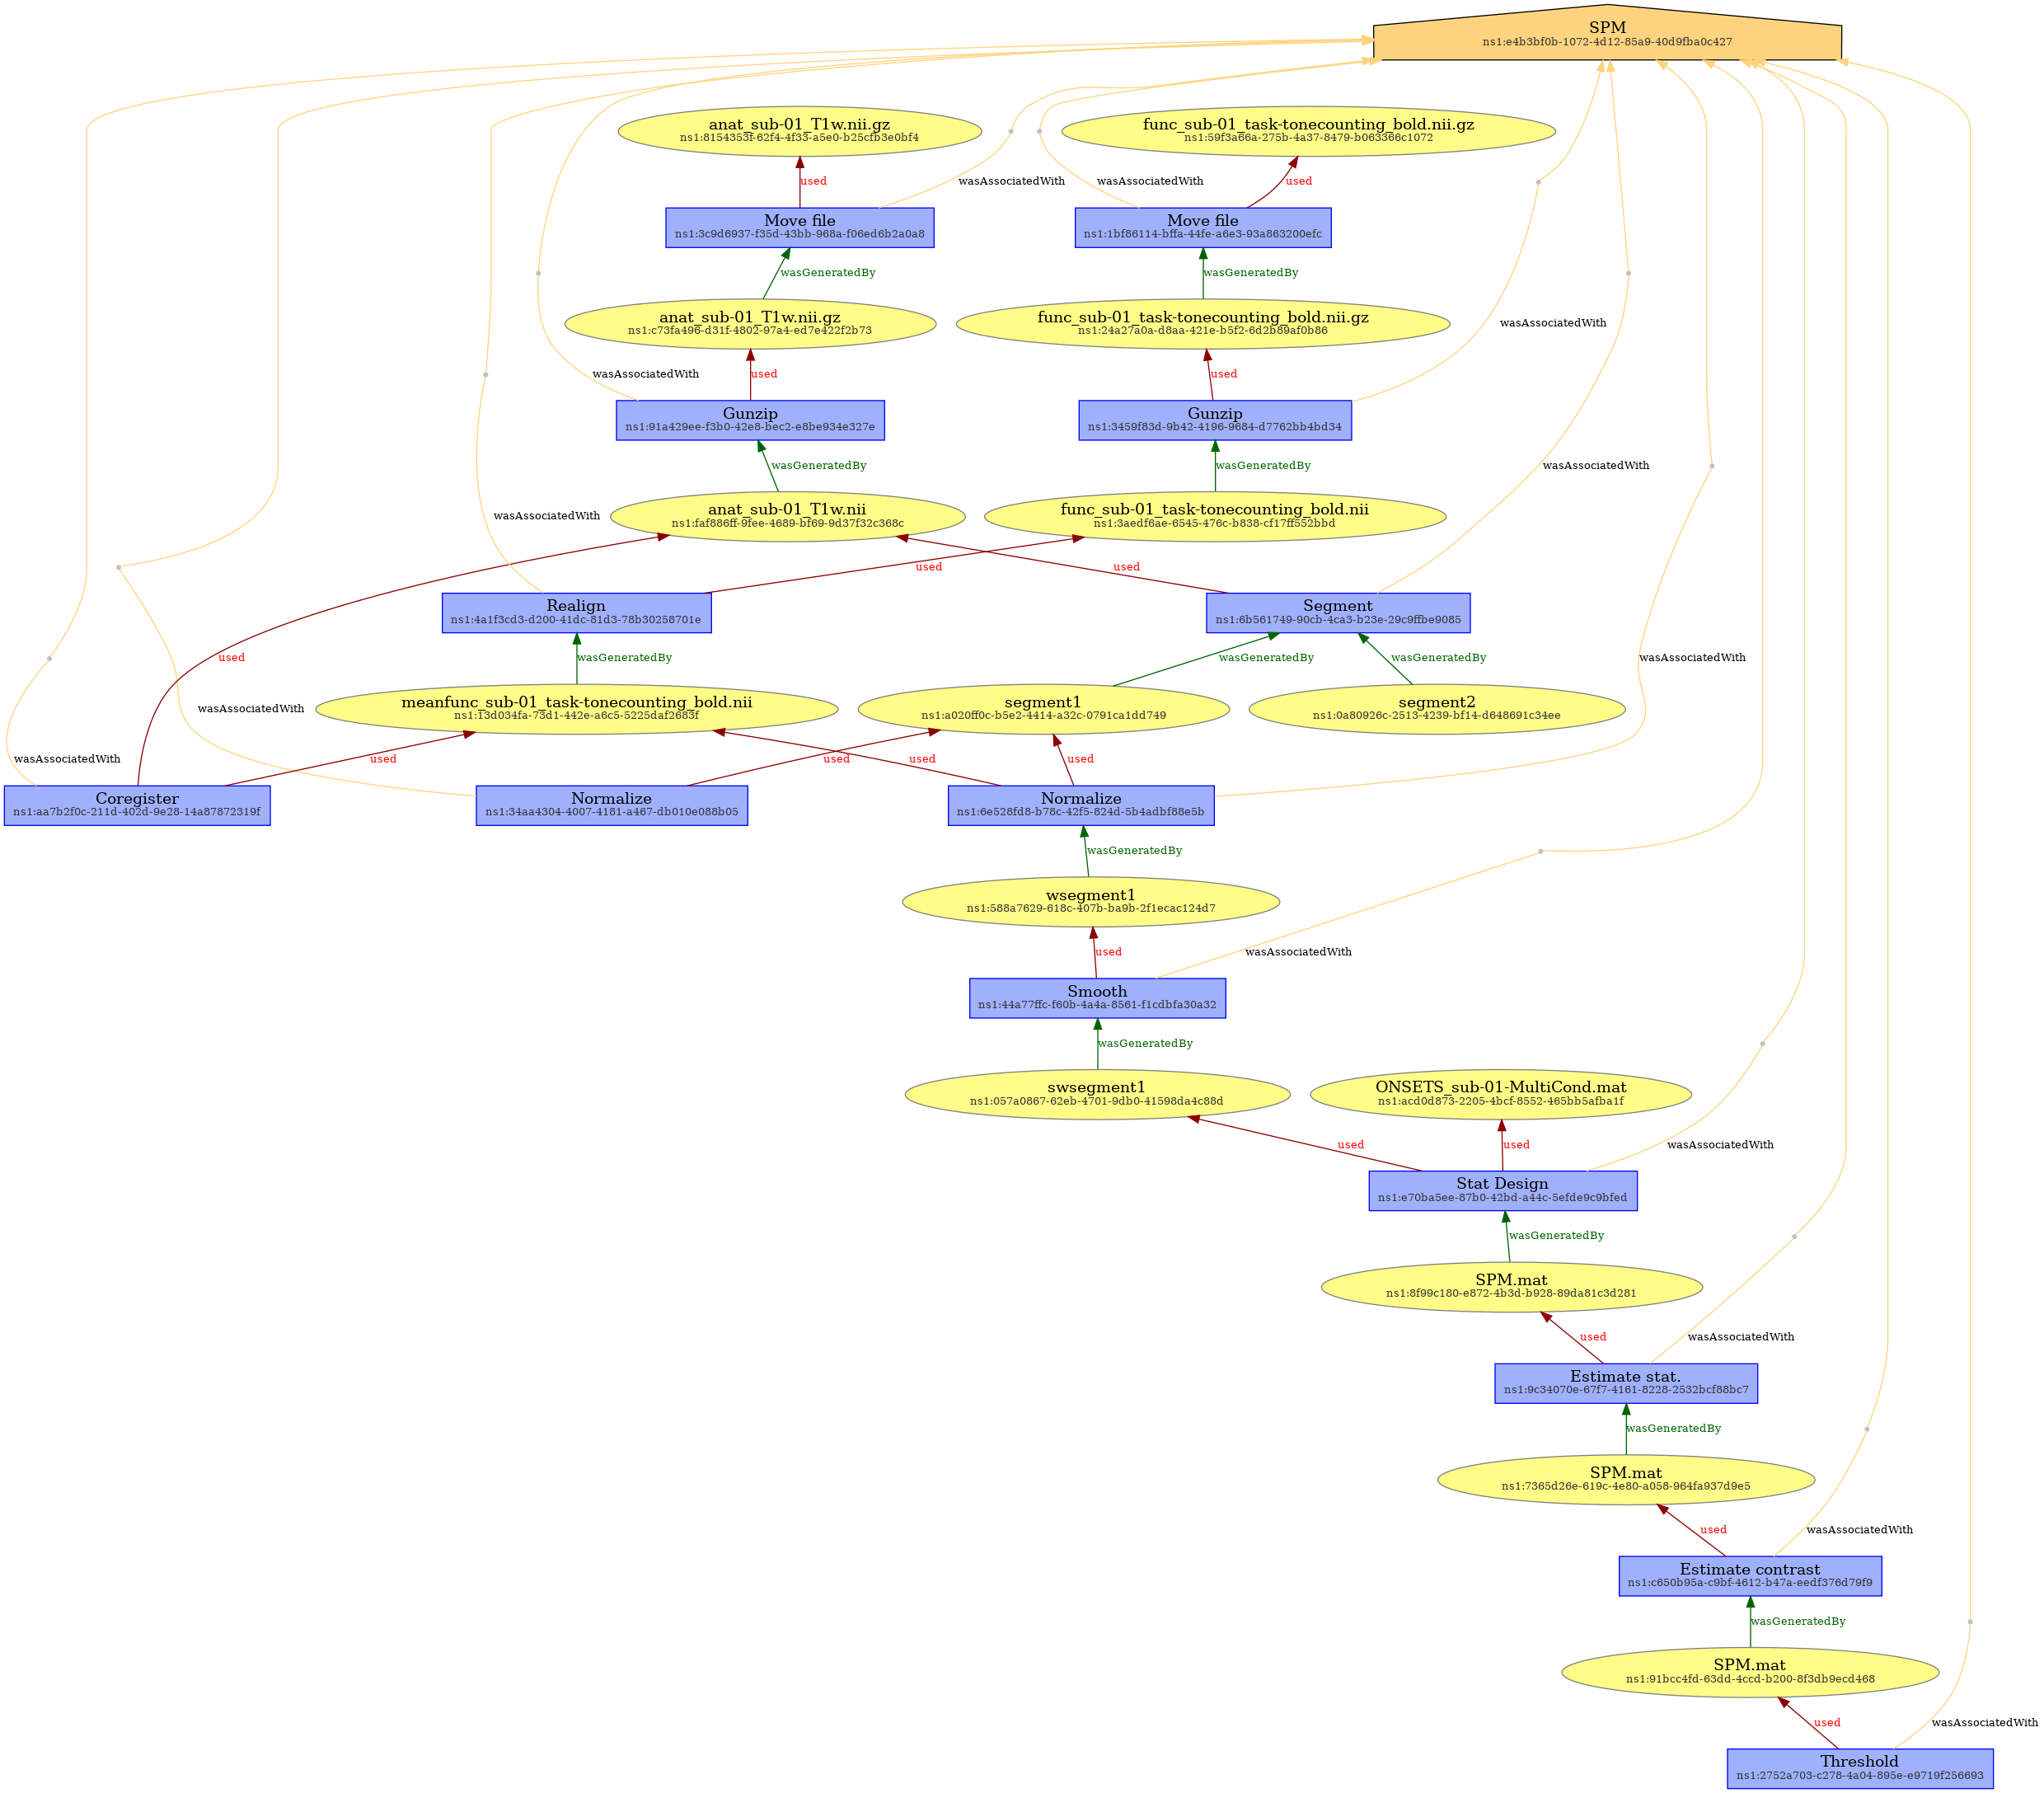 SPM
ns1:e4b3bf0b-1072-4d12-85a9-40d9fba0c427
anat_sub-01_T1w.nii.gz
ns1:8154353f-62f4-4f33-a5e0-b25cfb3e0bf4
func_sub-01_task-tonecounting_bold.nii.gz
ns1:59f3a66a-275b-4a37-8479-b063366c1072
used
wasAssociatedWith
wasAssociatedWith
used
Move file
ns1:3c9d6937-f35d-43bb-968a-f06ed6b2a0a8
Move file
ns1:1bf86114-bffa-44fe-a6e3-93a863200efc
wasGeneratedBy
wasGeneratedBy
anat_sub-01_T1w.nii.gz
ns1:c73fa496-d31f-4802-97a4-ed7e422f2b73
func_sub-01_task-tonecounting_bold.nii.gz
ns1:24a27a0a-d8aa-421e-b5f2-6d2b89af0b86
wasAssociatedWith
wasAssociatedWith
used
used
Gunzip
ns1:91a429ee-f3b0-42e8-bec2-e8be934e327e
Gunzip
ns1:3459f83d-9b42-4196-9684-d7762bb4bd34
wasGeneratedBy
wasGeneratedBy
wasAssociatedWith
anat_sub-01_T1w.nii
ns1:faf886ff-9fee-4689-bf69-9d37f32c368c
func_sub-01_task-tonecounting_bold.nii
ns1:3aedf6ae-6545-476c-b838-cf17ff552bbd
wasAssociatedWith
used
used
Realign
ns1:4a1f3cd3-d200-41dc-81d3-78b30258701e
Segment
ns1:6b561749-90cb-4ca3-b23e-29c9ffbe9085
used
wasGeneratedBy
wasGeneratedBy
wasGeneratedBy
wasAssociatedWith
meanfunc_sub-01_task-tonecounting_bold.nii
ns1:13d034fa-73d1-442e-a6c5-5225daf2683f
segment1
ns1:a020ff0c-b5e2-4414-a32c-0791ca1dd749
segment2
ns1:0a80926c-2513-4239-bf14-d648691c34ee
wasAssociatedWith
wasAssociatedWith
used
used
used
used
Coregister
ns1:aa7b2f0c-211d-402d-9e28-14a87872319f
Normalize
ns1:34aa4304-4007-4181-a467-db010e088b05
Normalize
ns1:6e528fd8-b78c-42f5-824d-5b4adbf88e5b
wasGeneratedBy
wsegment1
ns1:588a7629-618c-407b-ba9b-2f1ecac124d7
used
wasAssociatedWith
Smooth
ns1:44a77ffc-f60b-4a4a-8561-f1cdbfa30a32
wasGeneratedBy
swsegment1
ns1:057a0867-62eb-4701-9db0-41598da4c88d
ONSETS_sub-01-MultiCond.mat
ns1:acd0d873-2205-4bcf-8552-465bb5afba1f
used
used
wasAssociatedWith
Stat Design
ns1:e70ba5ee-87b0-42bd-a44c-5efde9c9bfed
wasGeneratedBy
SPM.mat
ns1:8f99c180-e872-4b3d-b928-89da81c3d281
used
wasAssociatedWith
Estimate stat.
ns1:9c34070e-67f7-4161-8228-2532bcf88bc7
wasGeneratedBy
SPM.mat
ns1:7365d26e-619c-4e80-a058-964fa937d9e5
used
wasAssociatedWith
Estimate contrast
ns1:c650b95a-c9bf-4612-b47a-eedf376d79f9
wasGeneratedBy
SPM.mat
ns1:91bcc4fd-63dd-4ccd-b200-8f3db9ecd468
used
wasAssociatedWith
Threshold
ns1:2752a703-c278-4a04-895e-e9719f256693